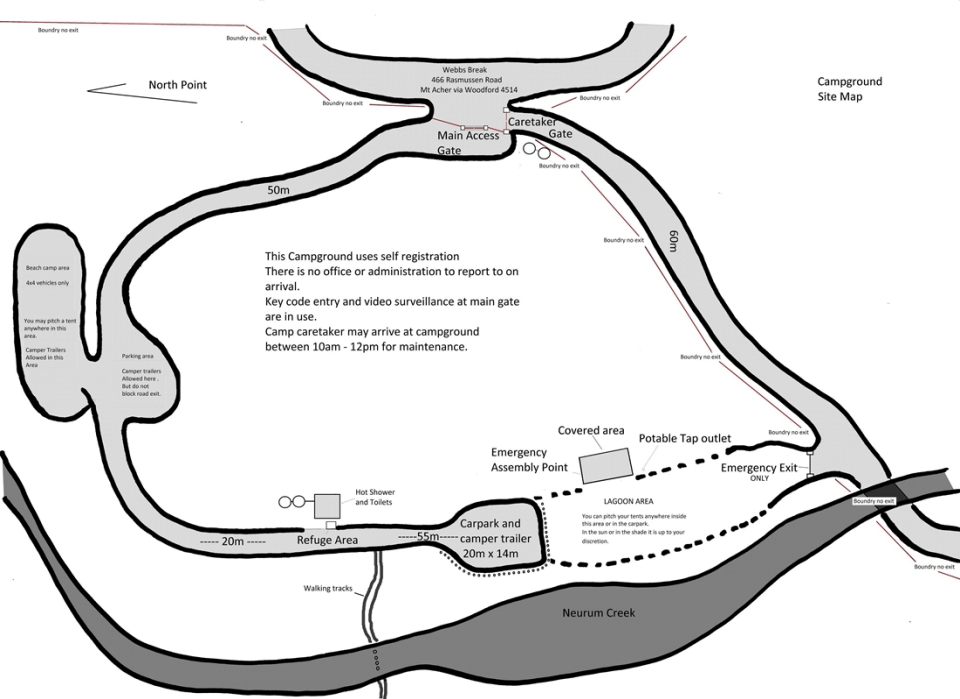 Boundry no exit
Boundry no exit
Webbs Break
466 Rasmussen Road
Mt Acher via Woodford 4514
North Point
Campground
Site Map
Boundry no exit
Boundry no exit
Caretaker
Gate
Main Access
Gate
Boundry no exit
50m
60m
Boundry no exit
This Campground uses self registration
There is no office or administration to report to on
arrival.
Key code entry and video surveillance at main gate
are in use.
Camp caretaker may arrive at campground
between 10am - 12pm for maintenance.
Beach camp area
4x4 vehicles only
You may pitch a tent
anywhere in this
area.
Camper Trailers
Allowed in this
Area
Parking area
Camper trailers
Allowed here .
But do not
block road exit.
Boundry no exit
Boundry no exit
Covered area
Potable Tap outlet
Emergency
Assembly Point
Emergency Exit
ONLY
LAGOON AREA
You can pitch your tents anywhere inside
this area or in the carpark.
In the sun or in the shade it is up to your
discretion.
Boundry no exit
Hot Shower
and Toilets
Carpark and
camper trailer
20m x 14m
----- 20m -----
Refuge Area
-----55m----
Boundry no exit
Walking tracks
Neurum Creek